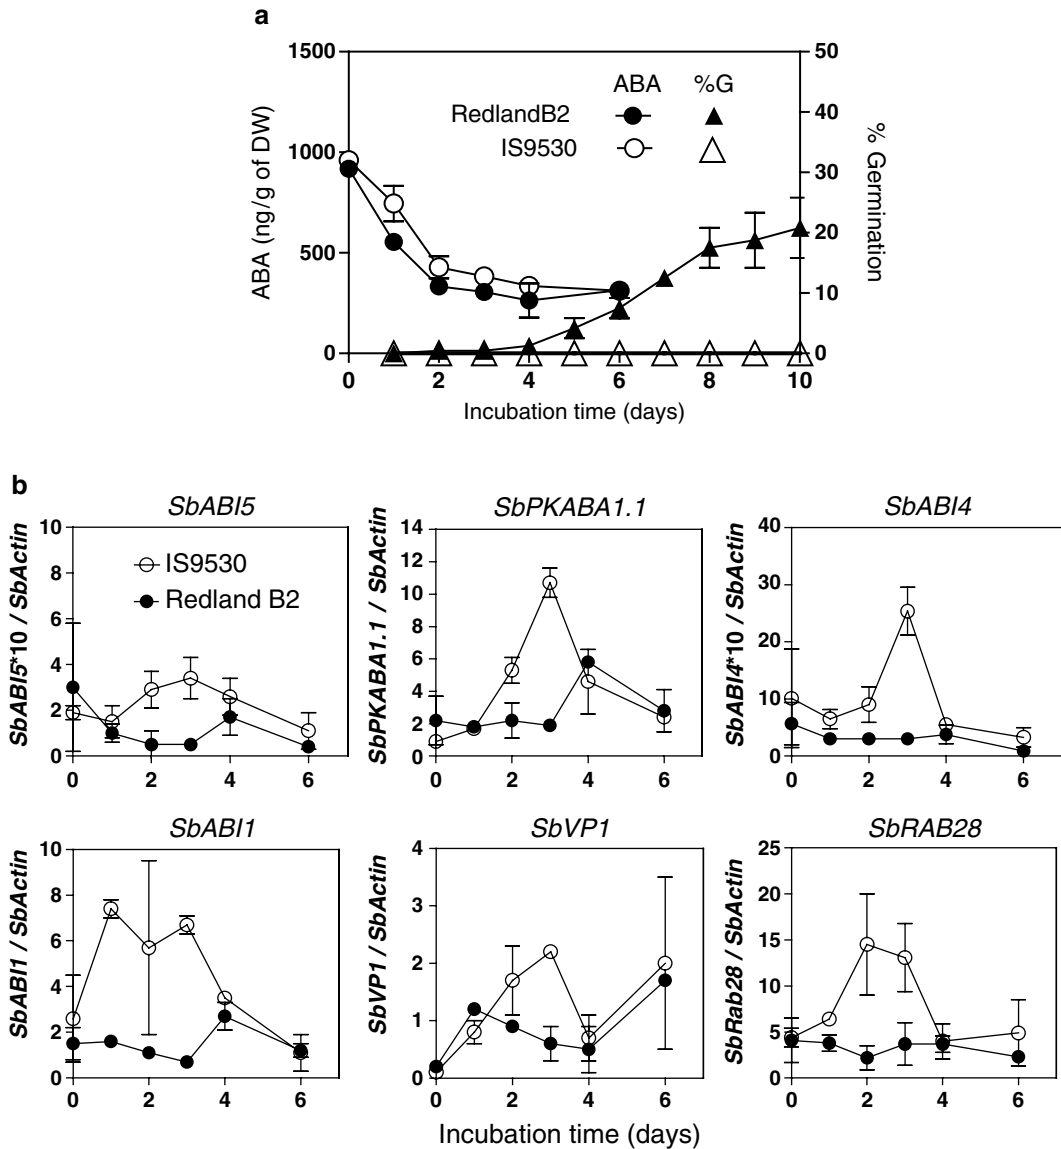 a
1500
1000
500
0
ABA (ng/g of DW)
50
40
30
20
10
0
% Germination
ABA %G
RedlandB2
IS9530
0 2 4 6 8 10
Incubation time (days)
b
SbABI5
SbABI5*10 / SbActin
10
8
6
4
2
0
IS9530
Redland B2
0 2 4 6
SbPKABA1.1
SbPKABA1.1 / SbActin
14
12
10
8
6
4
2
0
0 2 4 6
SbABI4
SbABI4*10 / SbActin
40
30
20
10
0
0 2 4 6
SbABI1
SbABI1 / SbActin
10
8
6
4
2
0
0 2 4 6
SbVP1
SbVP1 / SbActin
4
3
2
1
0
0 2 4 6
SbRAB28
SbRab28 / SbActin
25
20
15
10
5
0
0 2 4 6
Incubation time (days)